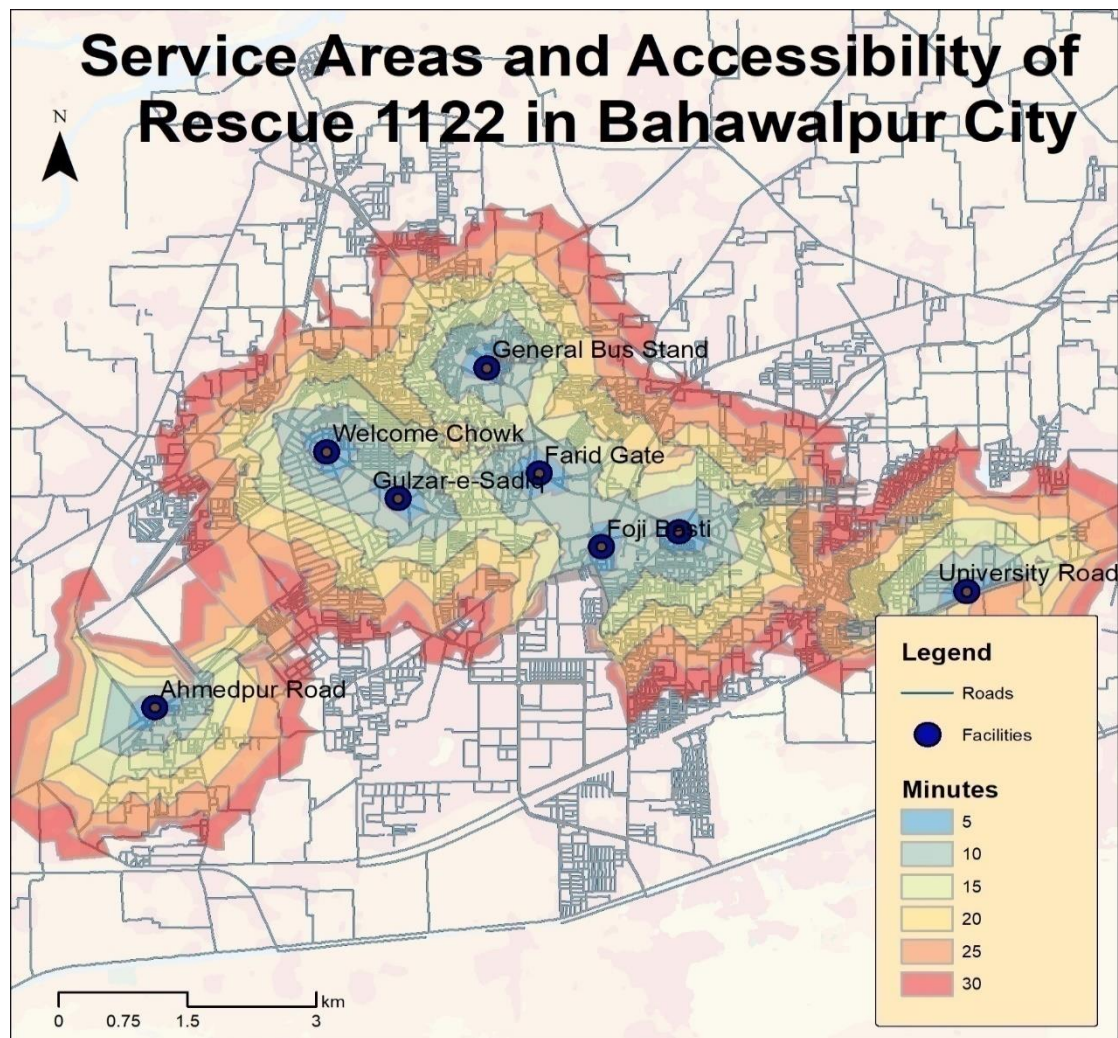 Service Areas and Accessibility of
Rescue 1122 in Bahawalpur City
N
General Bus Stand
Welcome Chowk
Farid Gate
Gulzar-e-Sadiq
Foji Basti
University Road
Ahmedpur Road
Legend
Roads
Facilities
Minutes
5
10
15
20
25
30
km
0 0.75 1.5 3